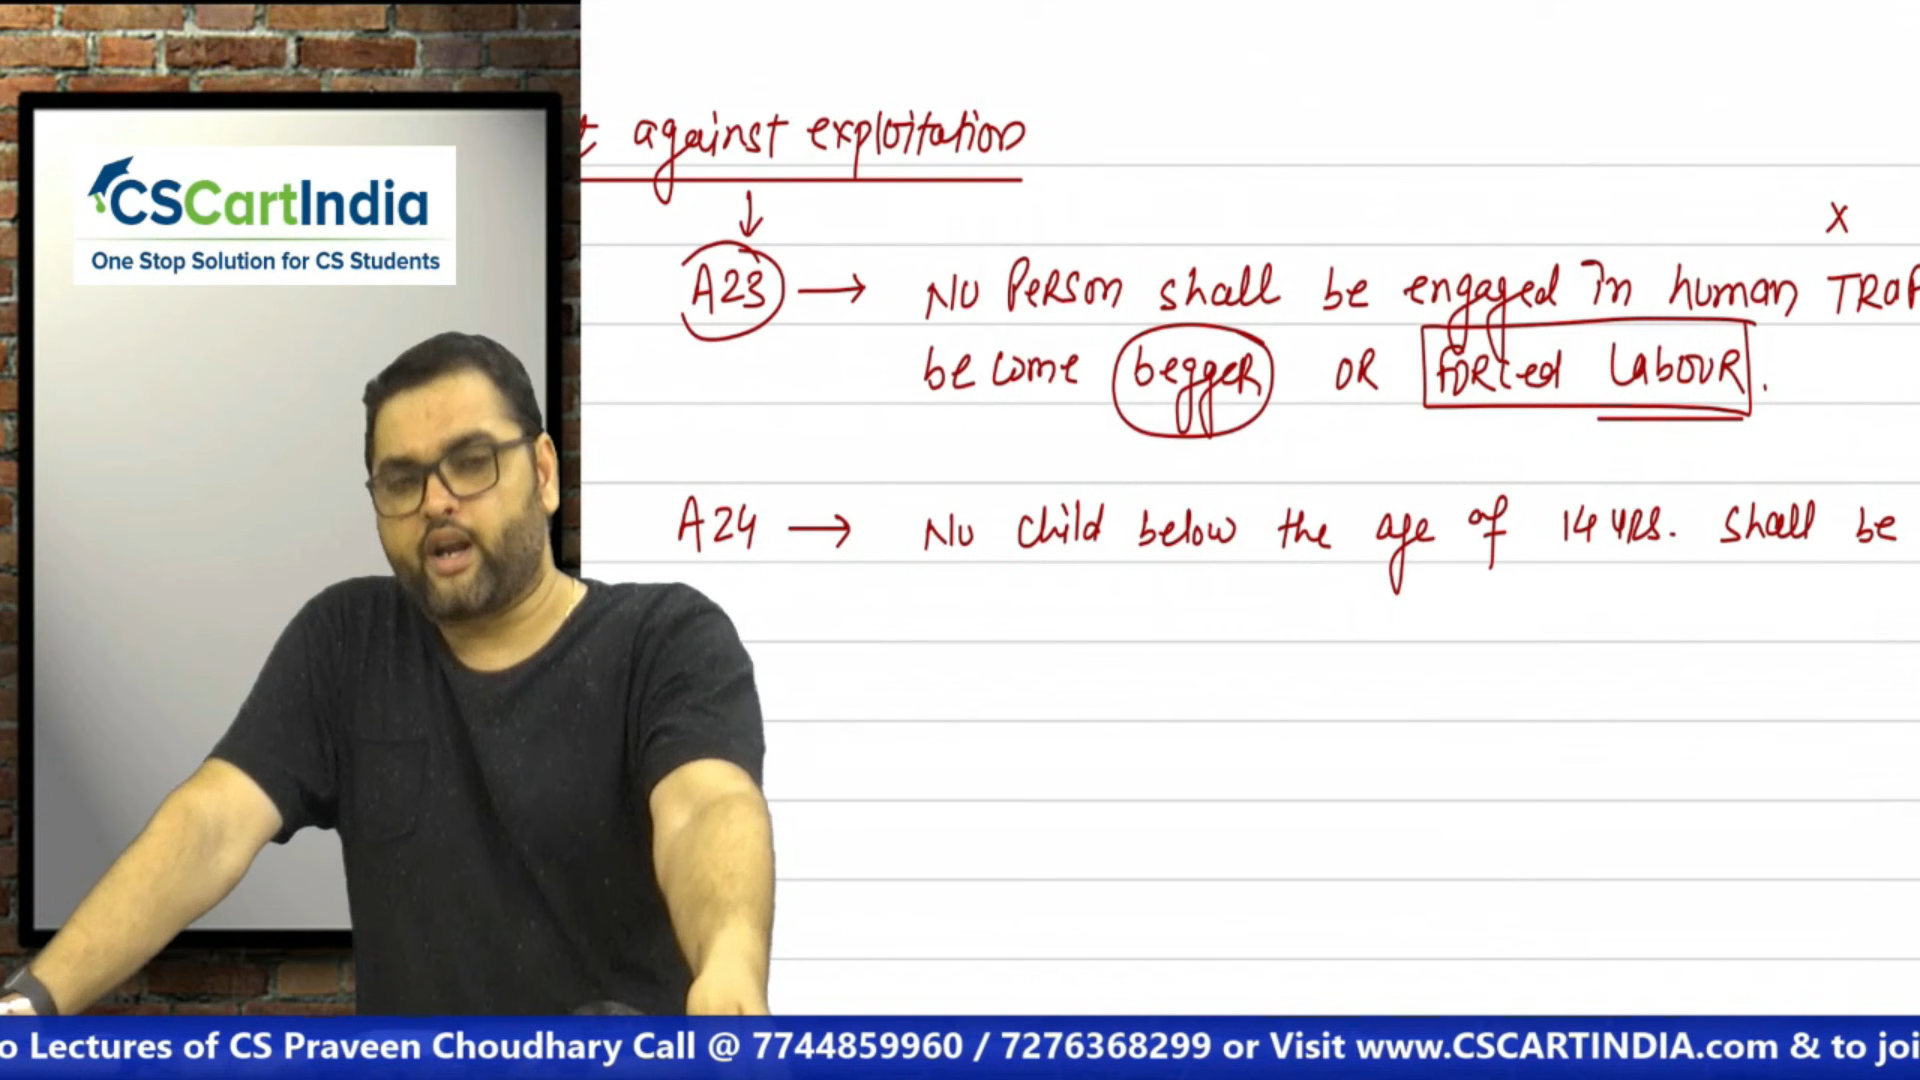 CSCartIndia
One Stop Solution for CS Students
against exploitation
x
A23 → No Person shall be engaged in human TRAF
become begger OR forced Labour.
A24 → No child below the age of 14 yrs. shall be
o Lectures of CS Praveen Choudhary Call @ 7744859960 / 7276368299 or Visit www.CSCARTINDIA.com & to joi